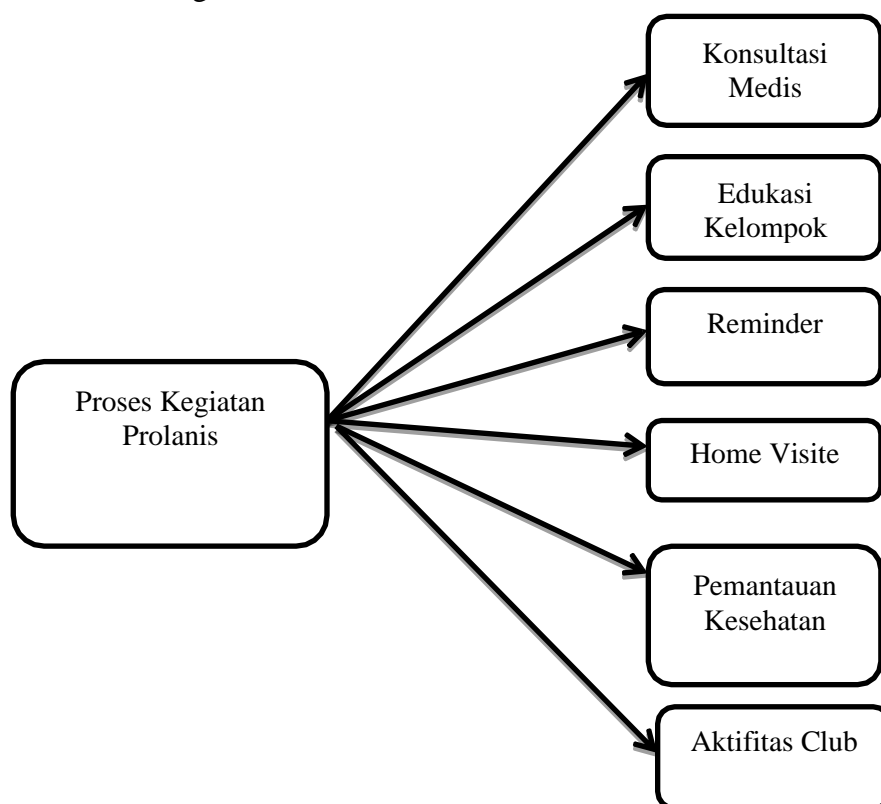 Konsultasi
Medis
Edukasi
Kelompok
Reminder
Proses Kegiatan
Prolanis
Home Visite
Pemantauan
Kesehatan
Aktifitas Club